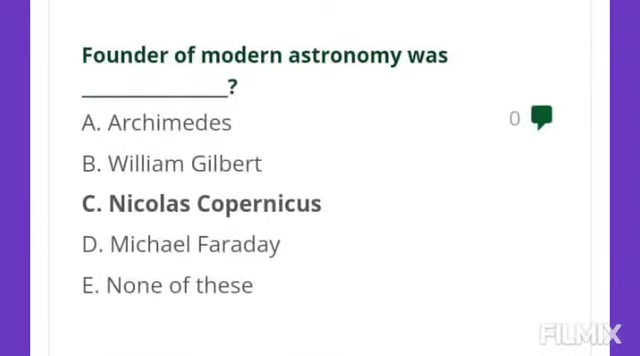 Founder of modern astronomy was
______________?
A. Archimedes
0
B. William Gilbert
C. Nicolas Copernicus
D. Michael Faraday
E. None of these
FILMIX